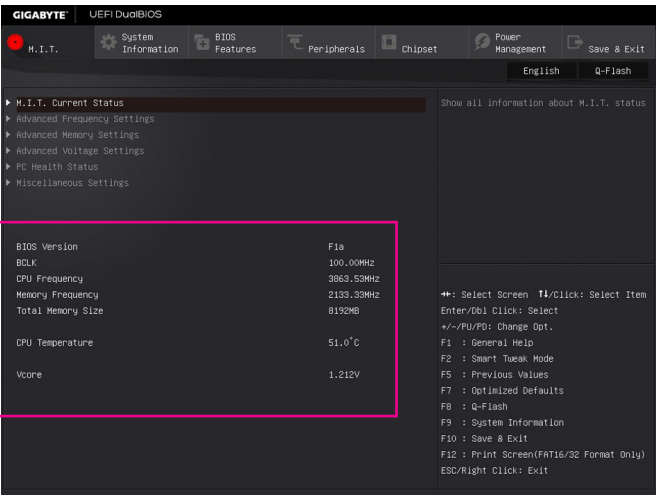 GIGABYTE™ UEFI DualBIOS
M.I.T.
System Information
BIOS Features
Peripherals
Chipset
Power Management
Save & Exit
English Q-Flash
M.I.T. Current Status
Advanced Frequency Settings
Advanced Memory Settings
Advanced Voltage Settings
PC Health Status
Miscellaneous Settings
Show all information about M.I.T. status
BIOS Version F1a
BCLK 100.00MHz
CPU Frequency 3863.53MHz
Memory Frequency 2133.33MHz
Total Memory Size 8192MB
CPU Temperature 51.0°C
Vcore 1.212V
→←: Select Screen ↑↓/Click: Select Item
Enter/Dbl Click: Select
+/-/PU/PD: Change Opt.
F1 : General Help
F2 : Smart Tweak Mode
F5 : Previous Values
F7 : Optimized Defaults
F8 : Q-Flash
F9 : System Information
F10 : Save & Exit
F12 : Print Screen(FAT16/32 Format Only)
ESC/Right Click: Exit